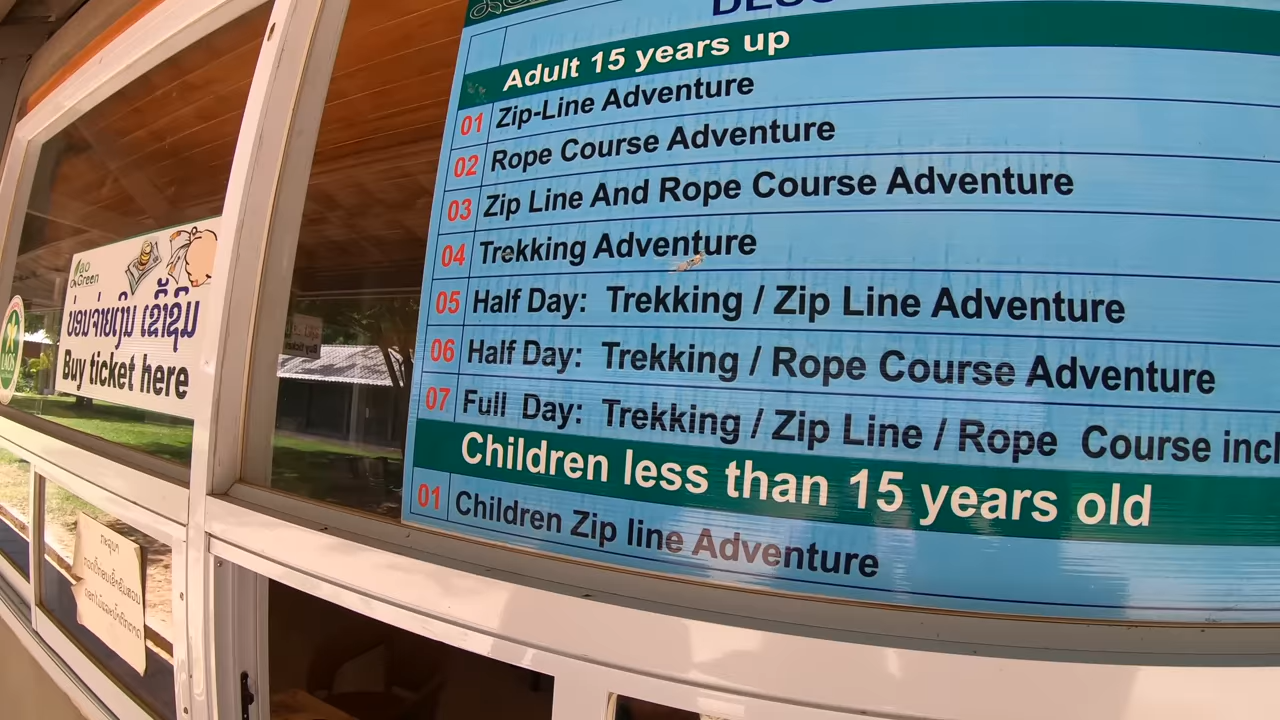 Adult 15 years up
01 Zip-Line Adventure
02 Rope Course Adventure
03 Zip Line And Rope Course Adventure
04 Trekking Adventure
05 Half Day: Trekking / Zip Line Adventure
06 Half Day: Trekking / Rope Course Adventure
07 Full Day: Trekking / Zip Line / Rope Course
Children less than 15 years old
01 Children Zip line Adventure
Lao
Green
ບ່ອນຈ່າຍເງິນ ເຂົ້າຊົມ
Buy ticket here
LAOS